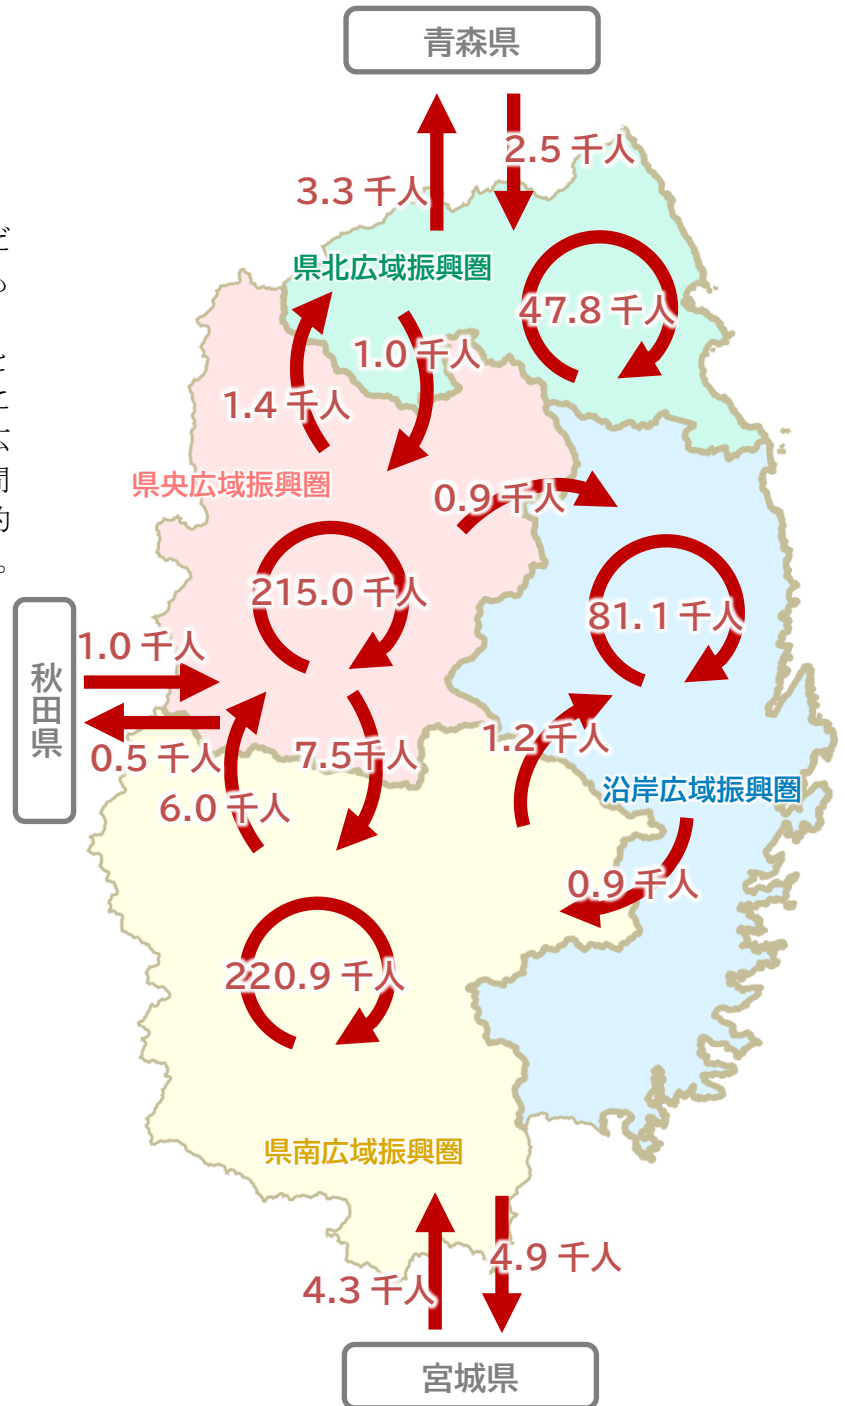 青森県
2.5 千人
3.3 千人
県北広域振興圏
47.8 千人
1.0 千人
1.4 千人
県央広域振興圏
0.9 千人
215.0 千人
81.1 千人
秋田県
1.0 千人
0.5 千人
7.5千人
1.2 千人
6.0 千人
沿岸広域振興圏
0.9 千人
220.9 千人
県南広域振興圏
4.9 千人
4.3 千人
宮城県